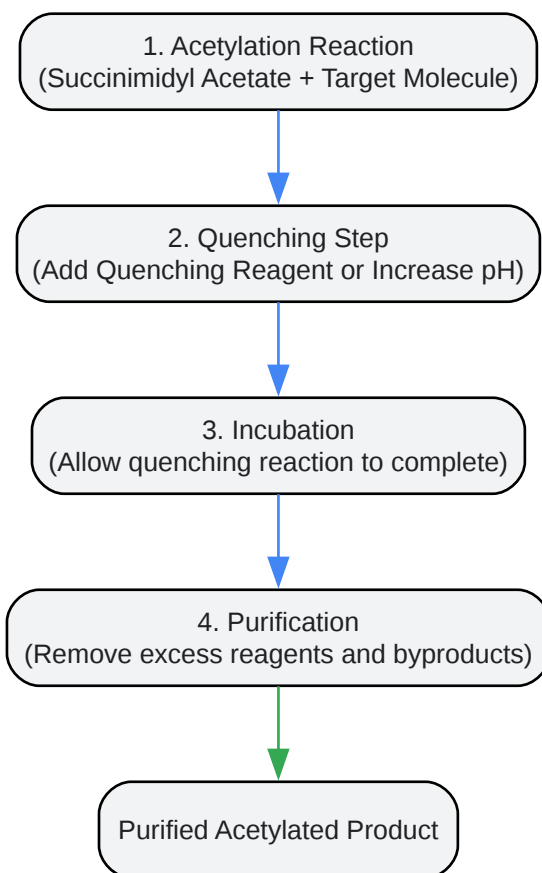 1. Acetylation Reaction
(Succinimidyl Acetate + Target Molecule)
2. Quenching Step
(Add Quenching Reagent or Increase pH)
3. Incubation
(Allow quenching reaction to complete)
4. Purification
(Remove excess reagents and byproducts)
Purified Acetylated Product